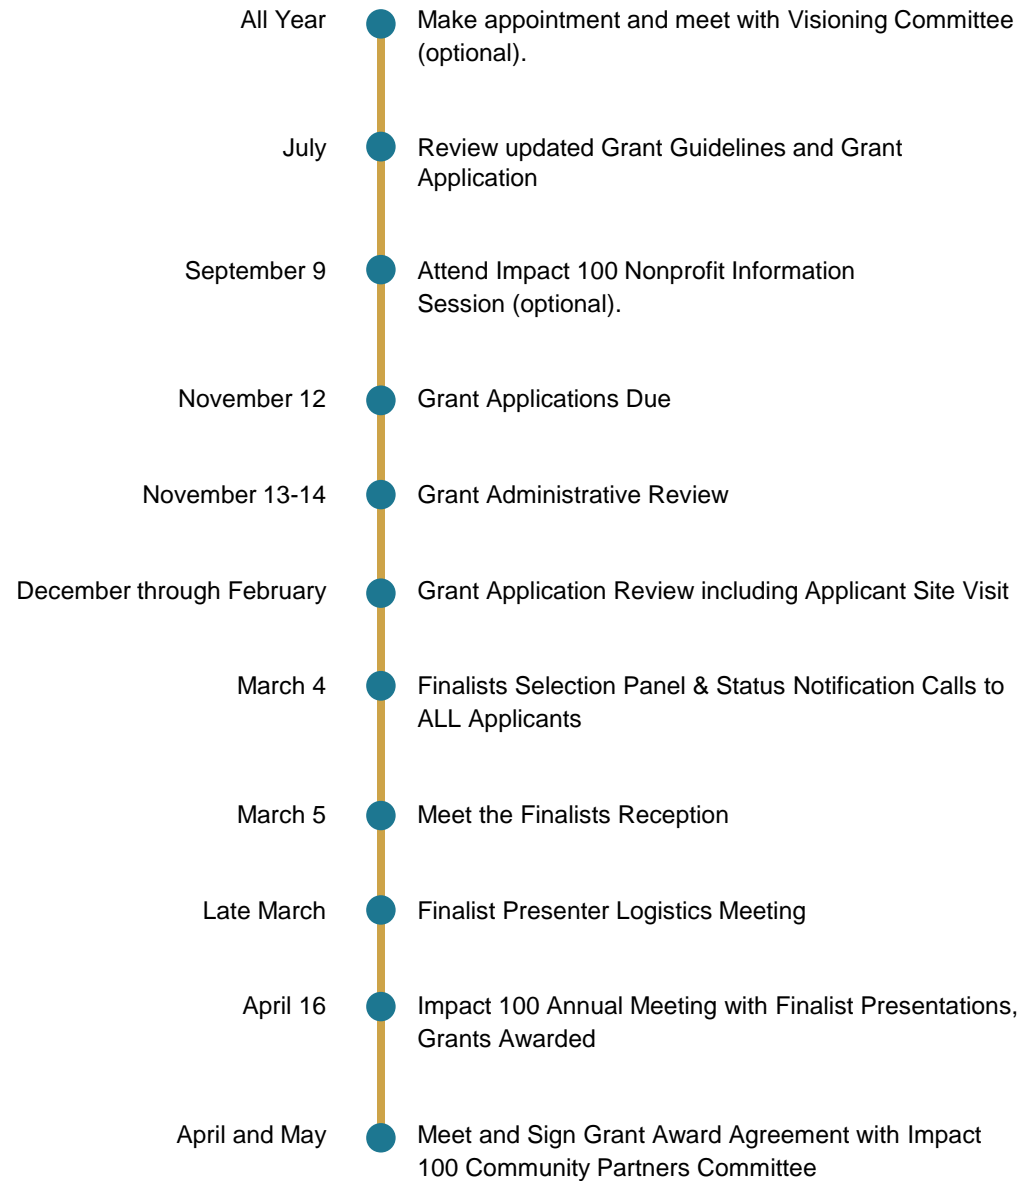 All Year
Make appointment and meet with Visioning Committee
(optional).
July
Review updated Grant Guidelines and Grant
Application
September 9
Attend Impact 100 Nonprofit Information
Session (optional).
November 12
Grant Applications Due
November 13-14
Grant Administrative Review
December through February
Grant Application Review including Applicant Site Visit
March 4
Finalists Selection Panel & Status Notification Calls to
ALL Applicants
March 5
Meet the Finalists Reception
Late March
Finalist Presenter Logistics Meeting
April 16
Impact 100 Annual Meeting with Finalist Presentations,
Grants Awarded
April and May
Meet and Sign Grant Award Agreement with Impact
100 Community Partners Committee